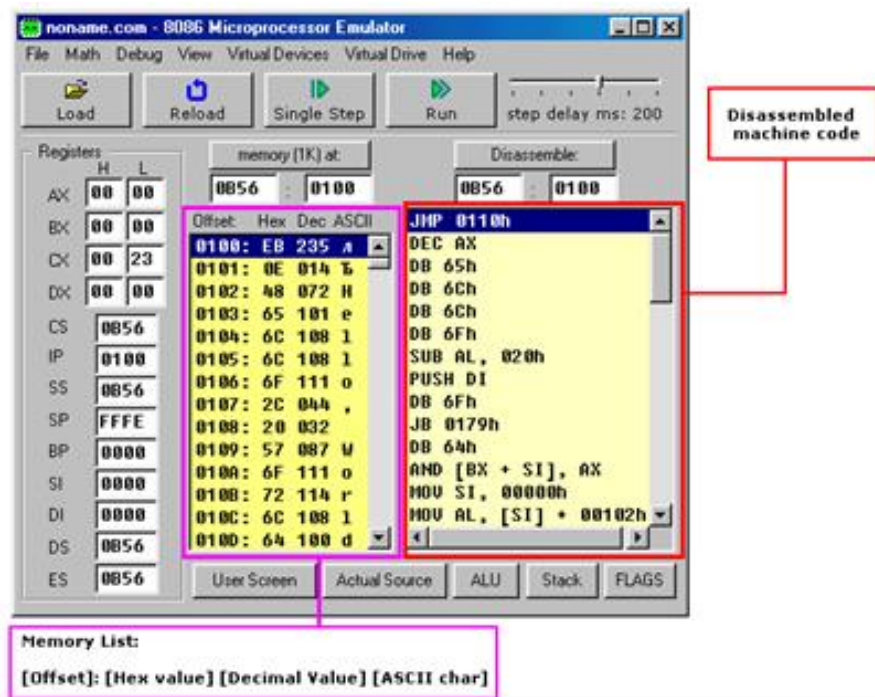 noname.com - 8086 Microprocessor Emulator
File Math Debug View Virtual Devices Virtual Drive Help
Load Reload Single Step Run step delay ms: 200
Registers
H L
AX 00 00
BX 00 00
CX 00 23
DX 00 00
CS 0B56
IP 0100
SS 0B56
SP FFFE
BP 0000
SI 0000
DI 0000
DS 0B56
ES 0B56
memory (1K) at:
0B56 : 0100
Offset: Hex Dec ASCII
0100: EB 235 л
0101: 0E 014 Ъ
0102: 48 072 H
0103: 65 101 e
0104: 6C 108 l
0105: 6C 108 l
0106: 6F 111 o
0107: 2C 044 ,
0108: 20 032
0109: 57 087 W
010A: 6F 111 o
010B: 72 114 r
010C: 6C 108 l
010D: 64 100 d
Disassemble:
0B56 : 0100
JMP 0110h
DEC AX
DB 65h
DB 6Ch
DB 6Ch
DB 6Fh
SUB AL, 020h
PUSH DI
DB 6Fh
JB 0179h
DB 64h
AND [BX + SI], AX
MOV SI, 00000h
MOV AL, [SI] + 00102h
User Screen Actual Source ALU Stack FLAGS
Disassembled
machine code
Memory List:
[Offset]: [Hex value] [Decimal Value] [ASCII char]